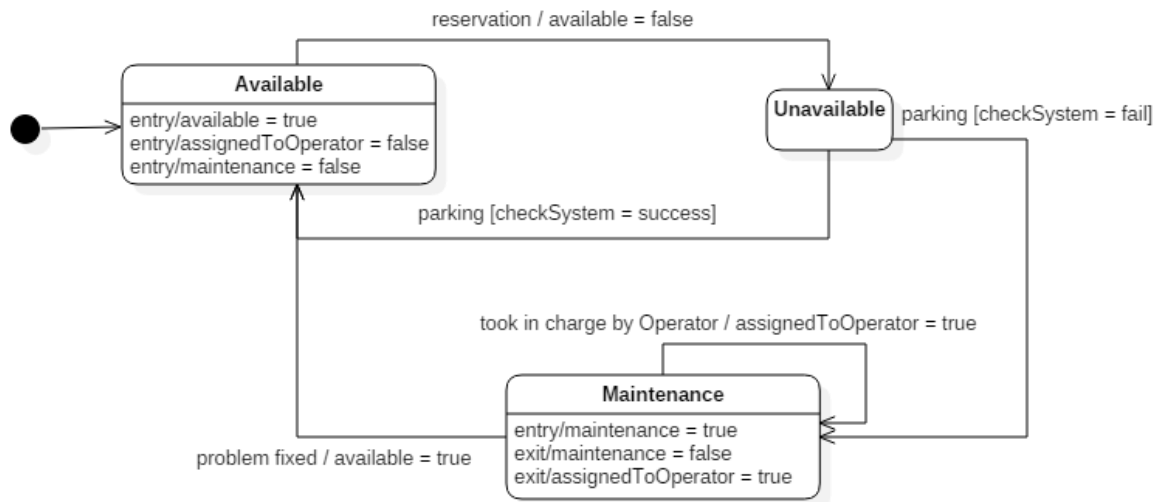 reservation / available = false
Available
entry/available = true
entry/assignedToOperator = false
entry/maintenance = false
Unavailable
parking [checkSystem = fail]
parking [checkSystem = success]
took in charge by Operator / assignedToOperator = true
Maintenance
entry/maintenance = true
exit/maintenance = false
exit/assignedToOperator = true
problem fixed / available = true